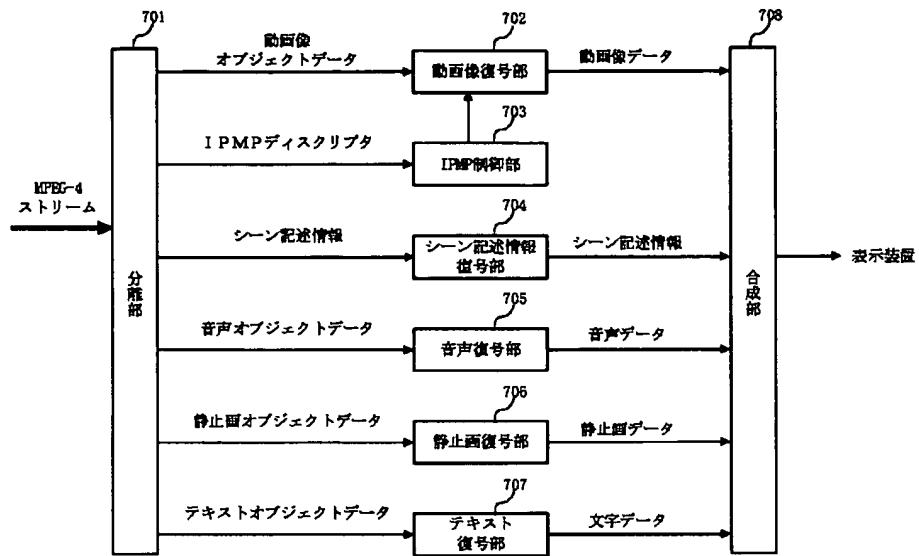 701
702
708
動画像
オブジェクトデータ
動画像復号部
動画像データ
703
IPMPディスクリプタ
IPMP制御部
MPEG-4
ストリーム
704
シーン記述情報
シーン記述情報
復号部
シーン記述情報
表示装置
分離部
合成部
705
音声オブジェクトデータ
音声復号部
音声データ
706
静止画オブジェクトデータ
静止画復号部
静止画データ
707
テキストオブジェクトデータ
テキスト
復号部
文字データ